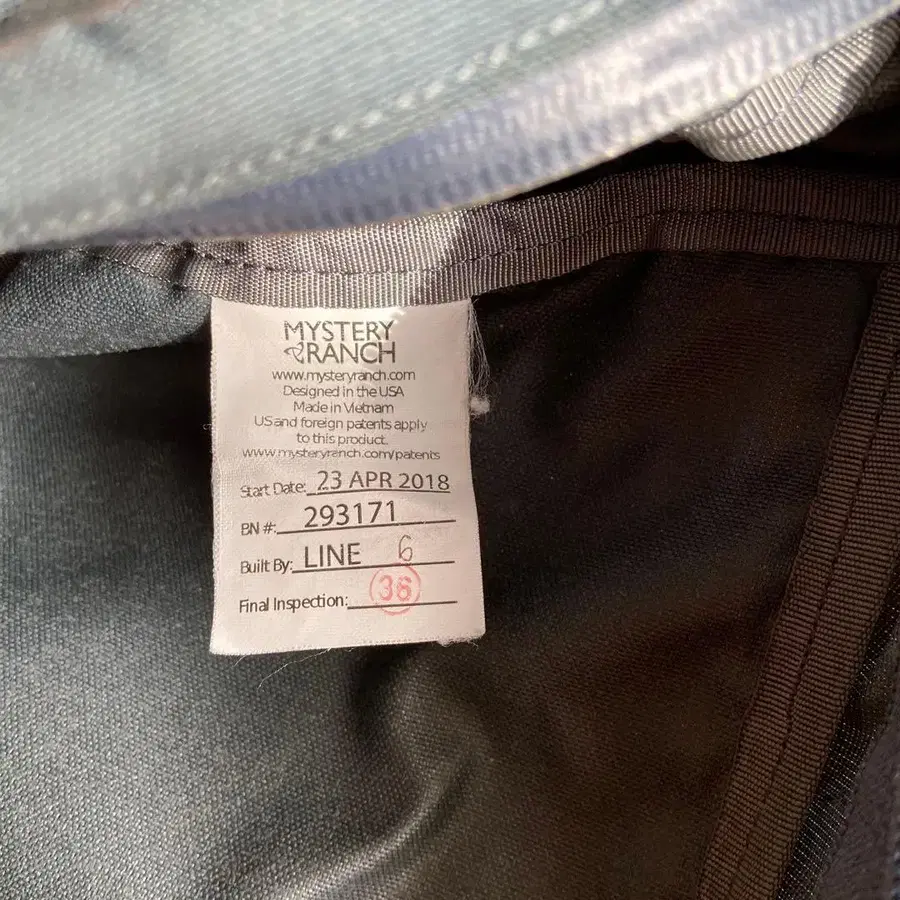 MYSTERY
RANCH
www.mysteryranch.com
Designed in the USA
Made in Vietnam
US and foreign patents apply
to this product.
www.mysteryranch.com/patents
Start Date: 23 APR 2018
BN #: 293171
Built By: LINE 6
Final Inspection: 36